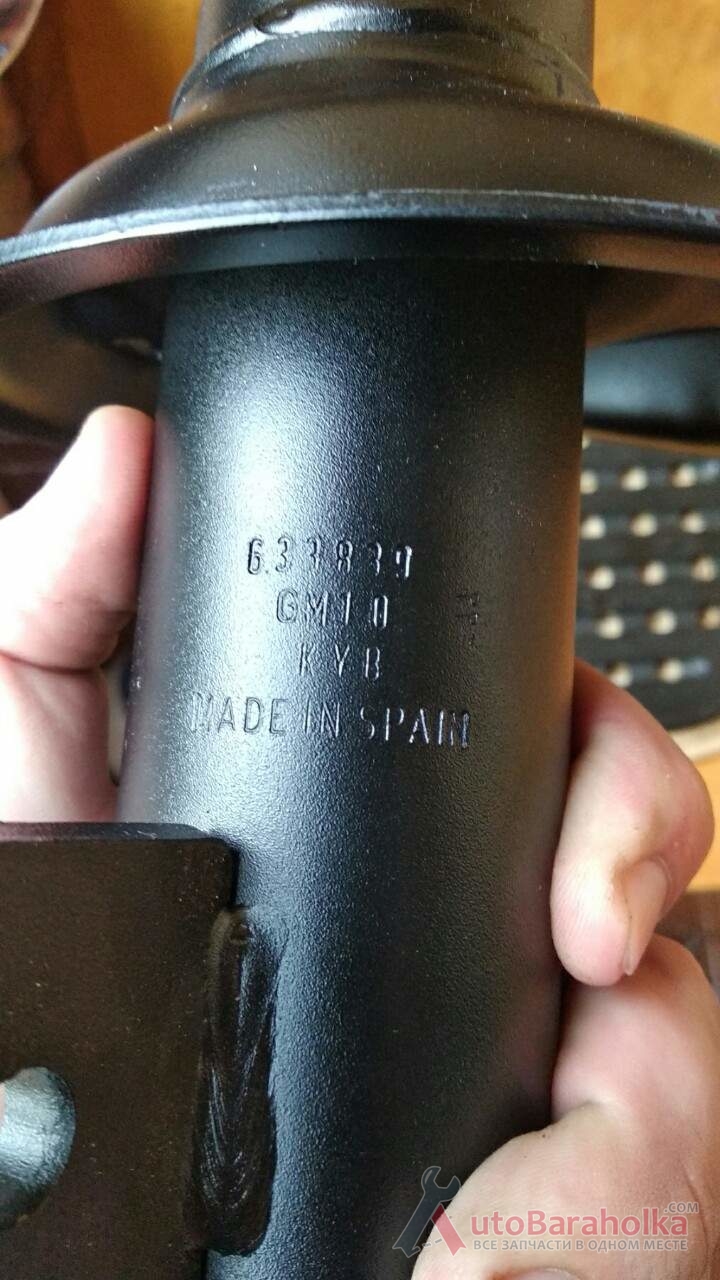 633839
GM10
KYB
MADE IN SPAIN
AutoBaraholka.COM
ВСЕ ЗАПЧАСТИ В ОДНОМ МЕСТЕ